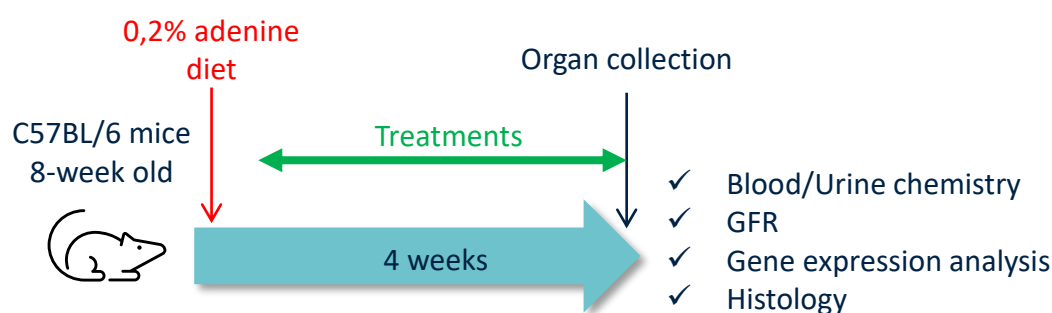 0,2% adenine
diet
Organ collection
C57BL/6 mice
8-week old
Treatments
4 weeks
✓ Blood/Urine chemistry
✓ GFR
✓ Gene expression analysis
✓ Histology